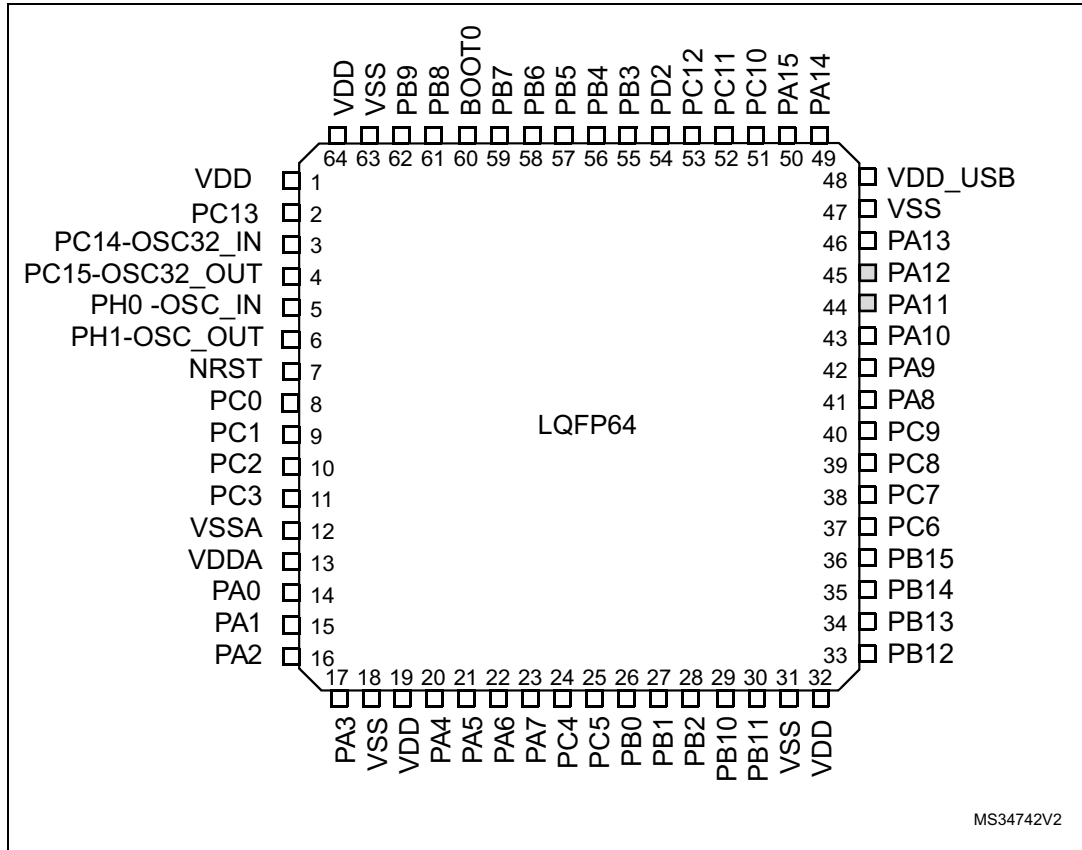 VDD
VSS
PB9
PB8
BOOT0
PB7
PB6
PB5
PB4
PB3
PD2
PC12
PC11
PC10
PA15
PA14
64 63 62 61 60 59 58 57 56 55 54 53 52 51 50 49
VDD 1
PC13 2
PC14-OSC32_IN 3
PC15-OSC32_OUT 4
PH0 -OSC_IN 5
PH1-OSC_OUT 6
NRST 7
PC0 8
PC1 9
PC2 10
PC3 11
VSSA 12
VDDA 13
PA0 14
PA1 15
PA2 16
LQFP64
48 VDD_USB
47 VSS
46 PA13
45 PA12
44 PA11
43 PA10
42 PA9
41 PA8
40 PC9
39 PC8
38 PC7
37 PC6
36 PB15
35 PB14
34 PB13
33 PB12
17 18 19 20 21 22 23 24 25 26 27 28 29 30 31 32
PA3
VSS
VDD
PA4
PA5
PA6
PA7
PC4
PC5
PB0
PB1
PB2
PB10
PB11
VSS
VDD
MS34742V2